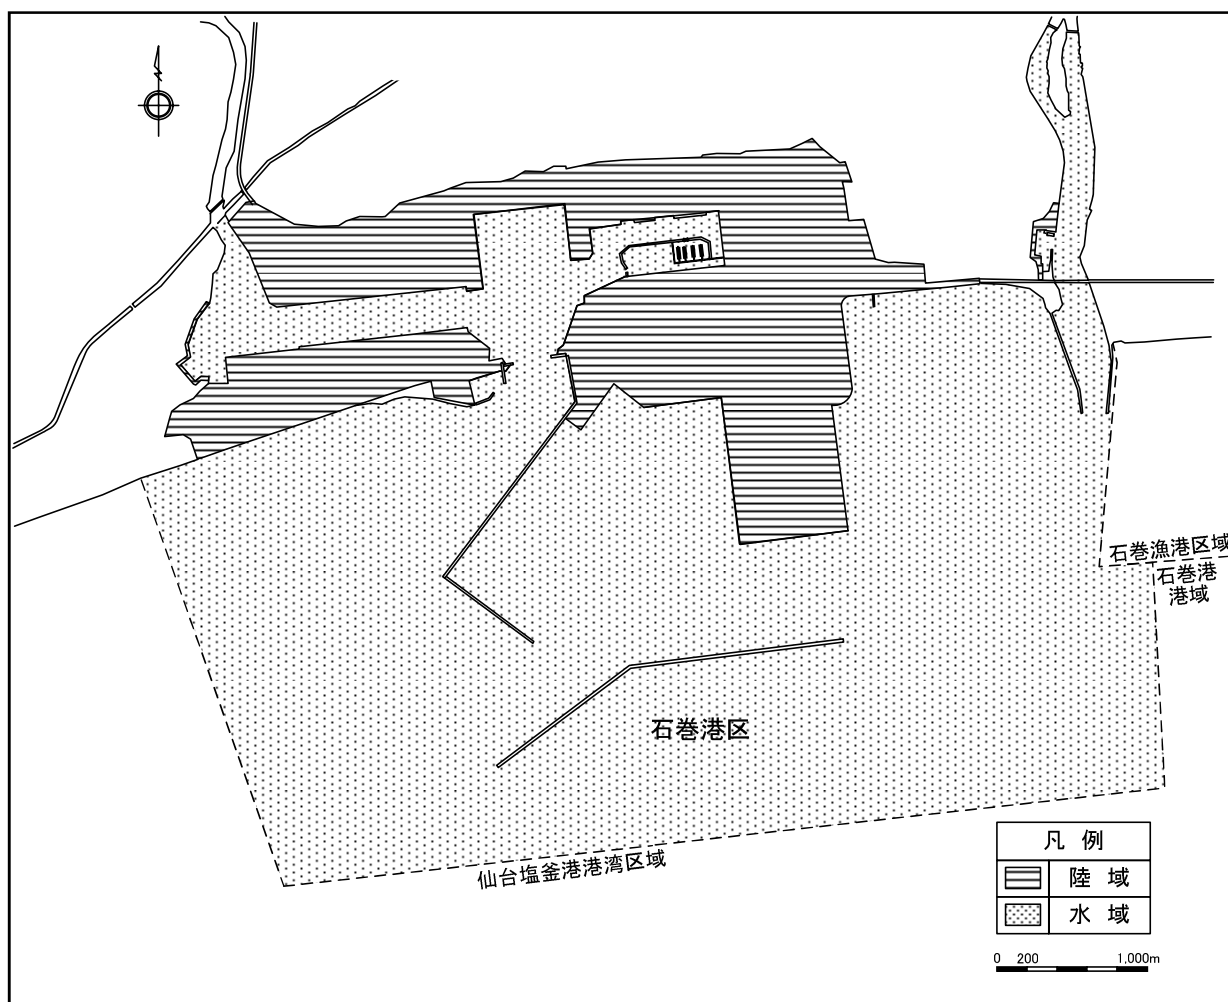 石巻漁港区域
石巻港
港域
石巻港区
仙台塩釜港港湾区域
凡 例
陸 域
水 域
0 200 1,000m